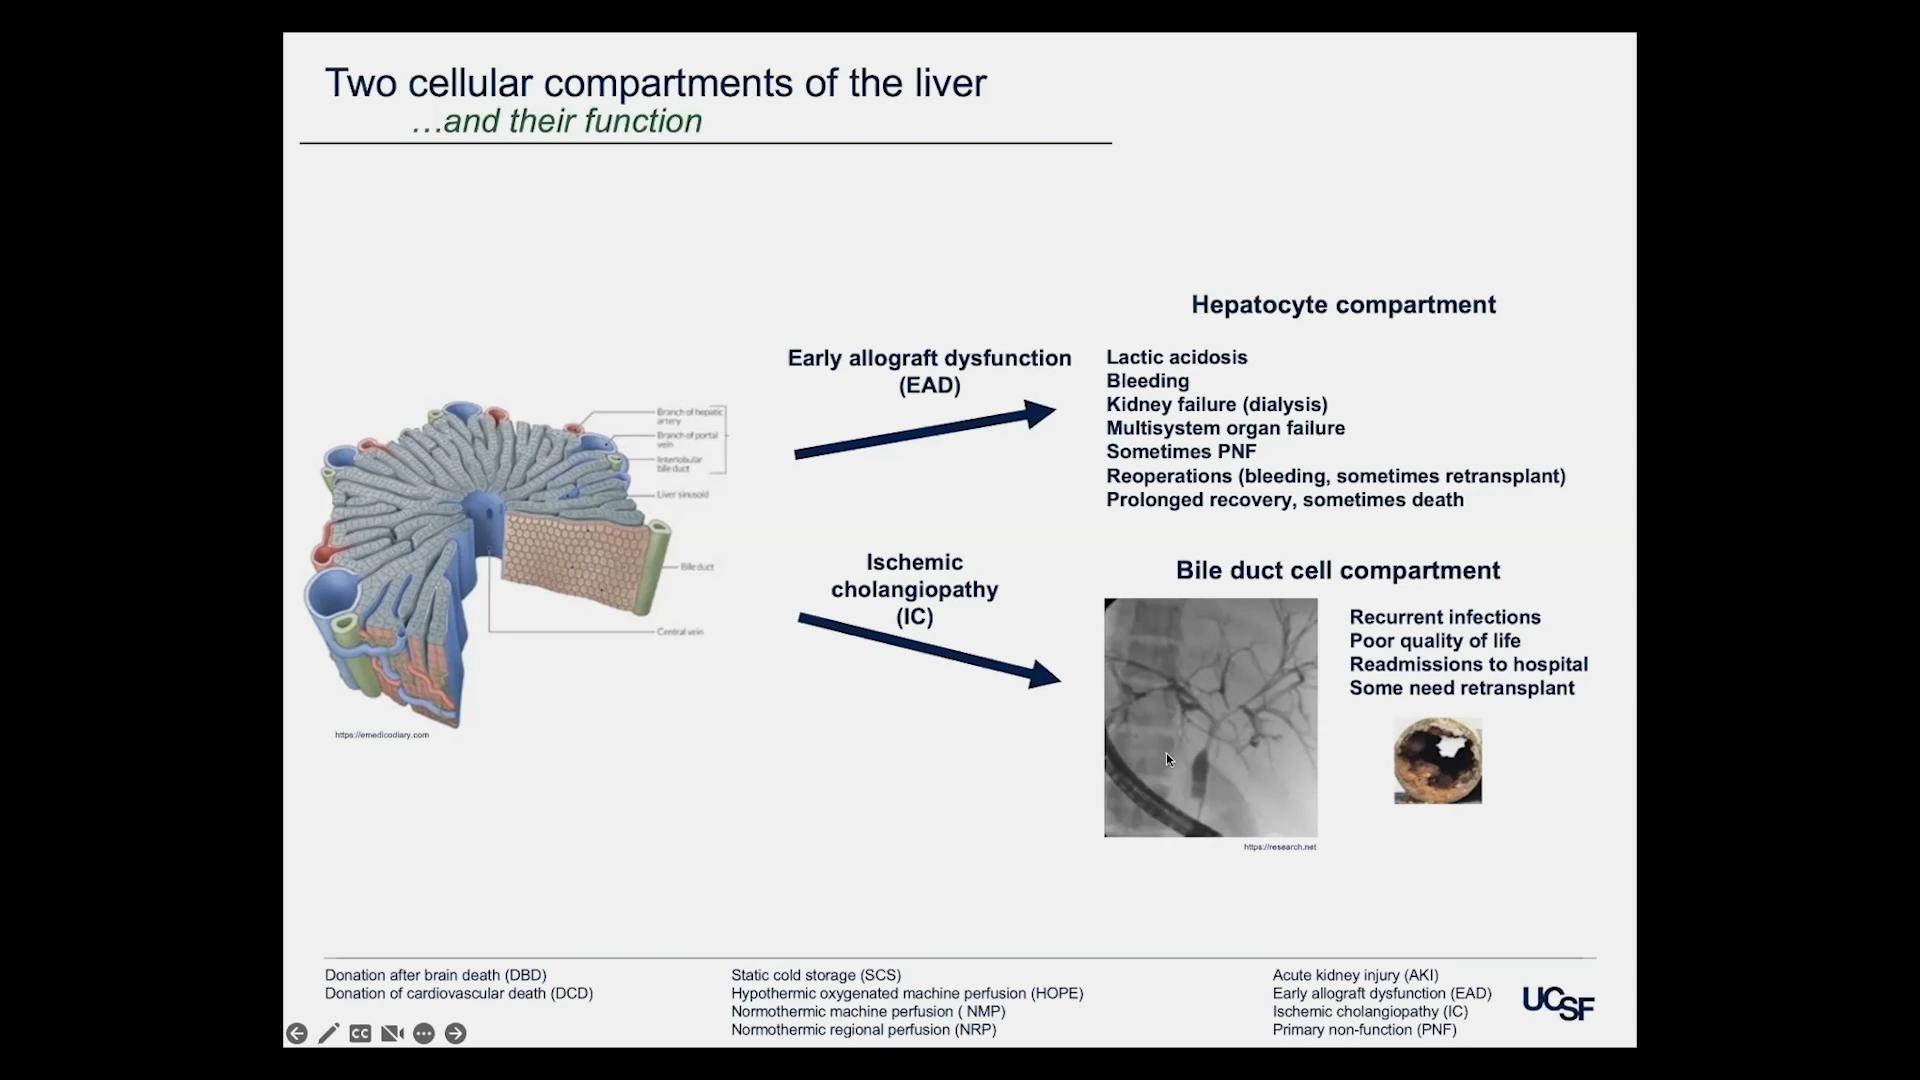 Two cellular compartments of the liver
…and their function
Hepatocyte compartment
Early allograft dysfunction
(EAD)
Lactic acidosis
Bleeding
Kidney failure (dialysis)
Multisystem organ failure
Sometimes PNF
Reoperations (bleeding, sometimes retransplant)
Prolonged recovery, sometimes death
Branch of hepatic
artery
Branch of portal
vein
Interlobular
bile duct
Liver sinusoid
Bile duct
Central vein
https://emedicodiary.com
Ischemic
cholangiopathy
(IC)
Bile duct cell compartment
Recurrent infections
Poor quality of life
Readmissions to hospital
Some need retransplant
https://research.net
Donation after brain death (DBD)
Donation of cardiovascular death (DCD)
Static cold storage (SCS)
Hypothermic oxygenated machine perfusion (HOPE)
Normothermic machine perfusion ( NMP)
Normothermic regional perfusion (NRP)
Acute kidney injury (AKI)
Early allograft dysfunction (EAD)
Ischemic cholangiopathy (IC)
Primary non-function (PNF)
UCSF
CC